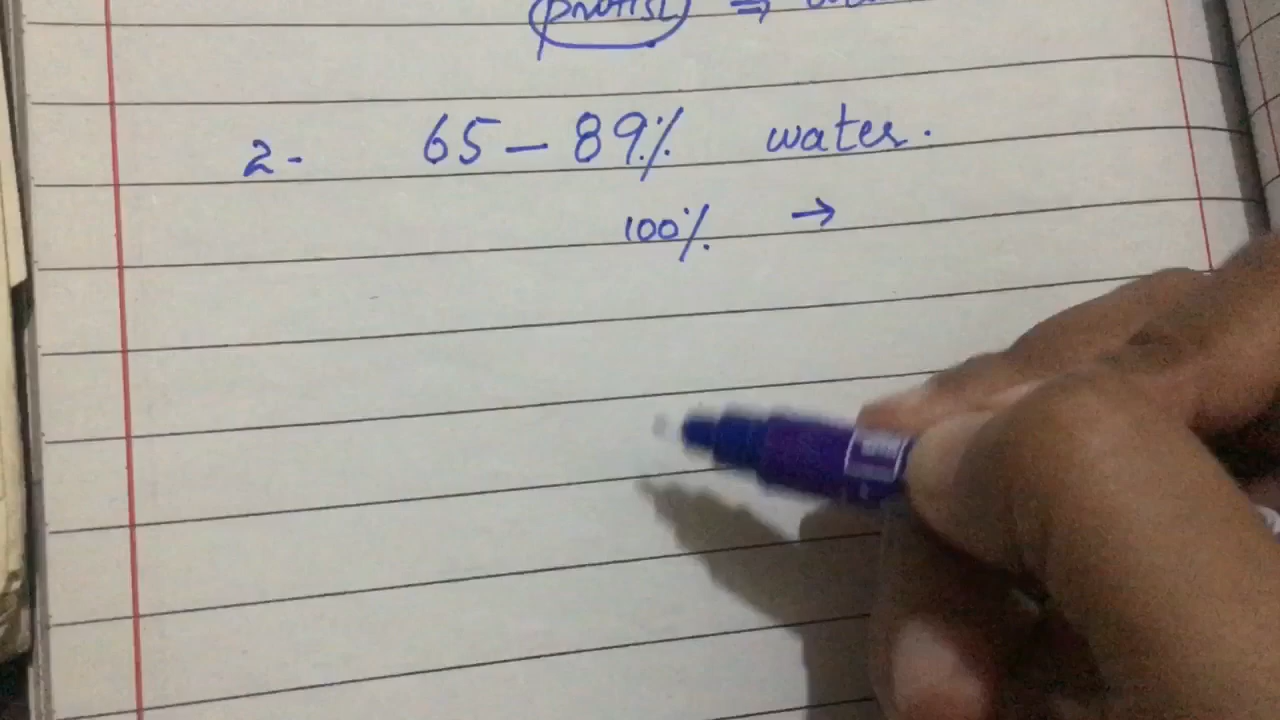 ⇒
2- 65 - 89% water.
100% →